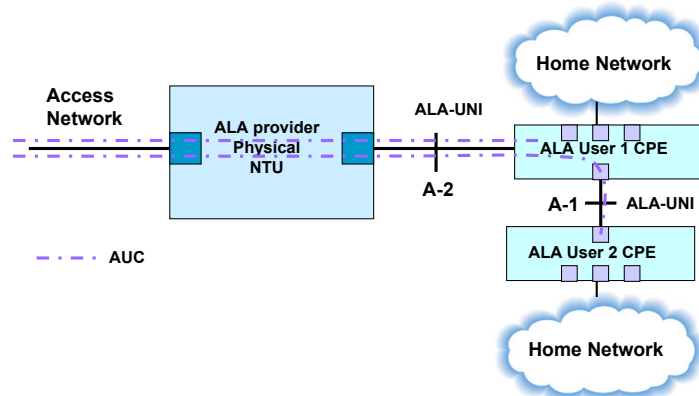 Home Network
Access
Network
ALA provider
Physical
NTU
ALA-UNI
A-2
ALA User 1 CPE
A-1
ALA-UNI
ALA User 2 CPE
AUC
Home Network